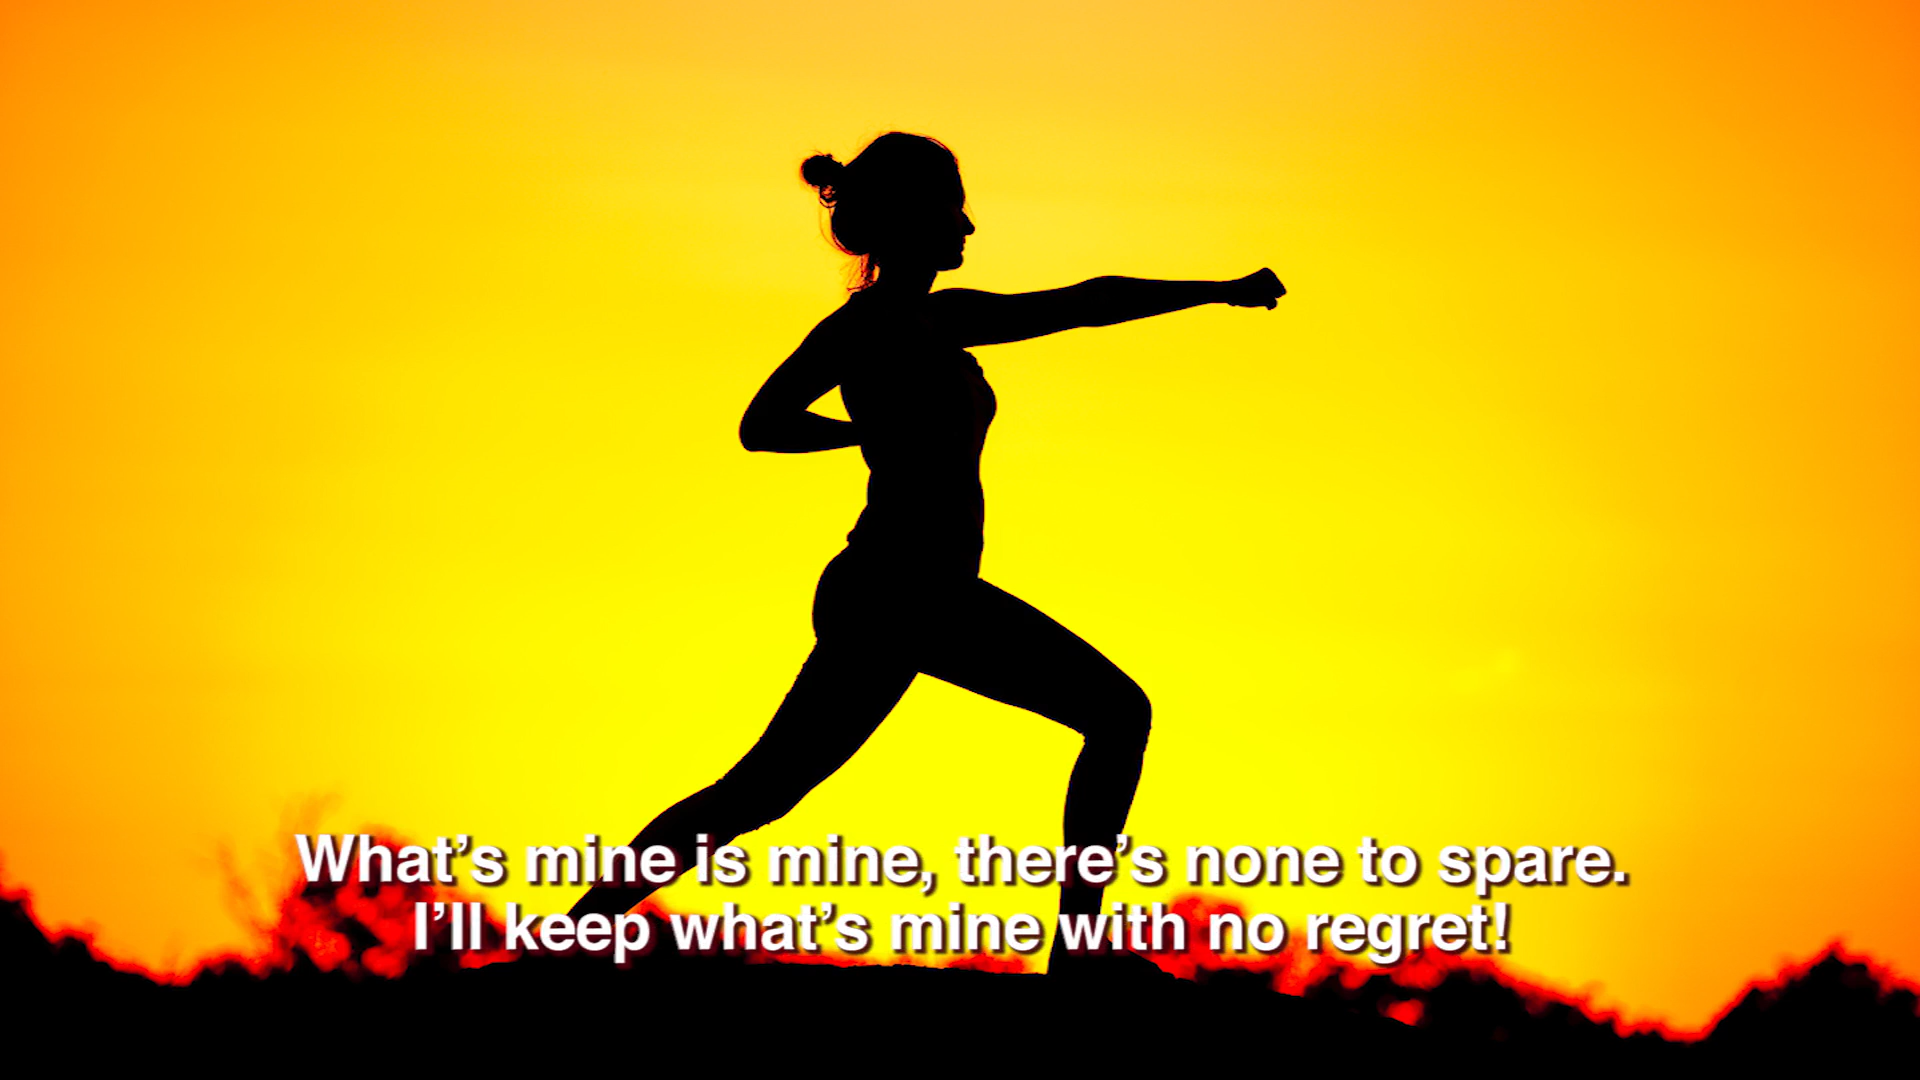 What’s mine is mine, there’s none to spare.
I’ll keep what’s mine with no regret!